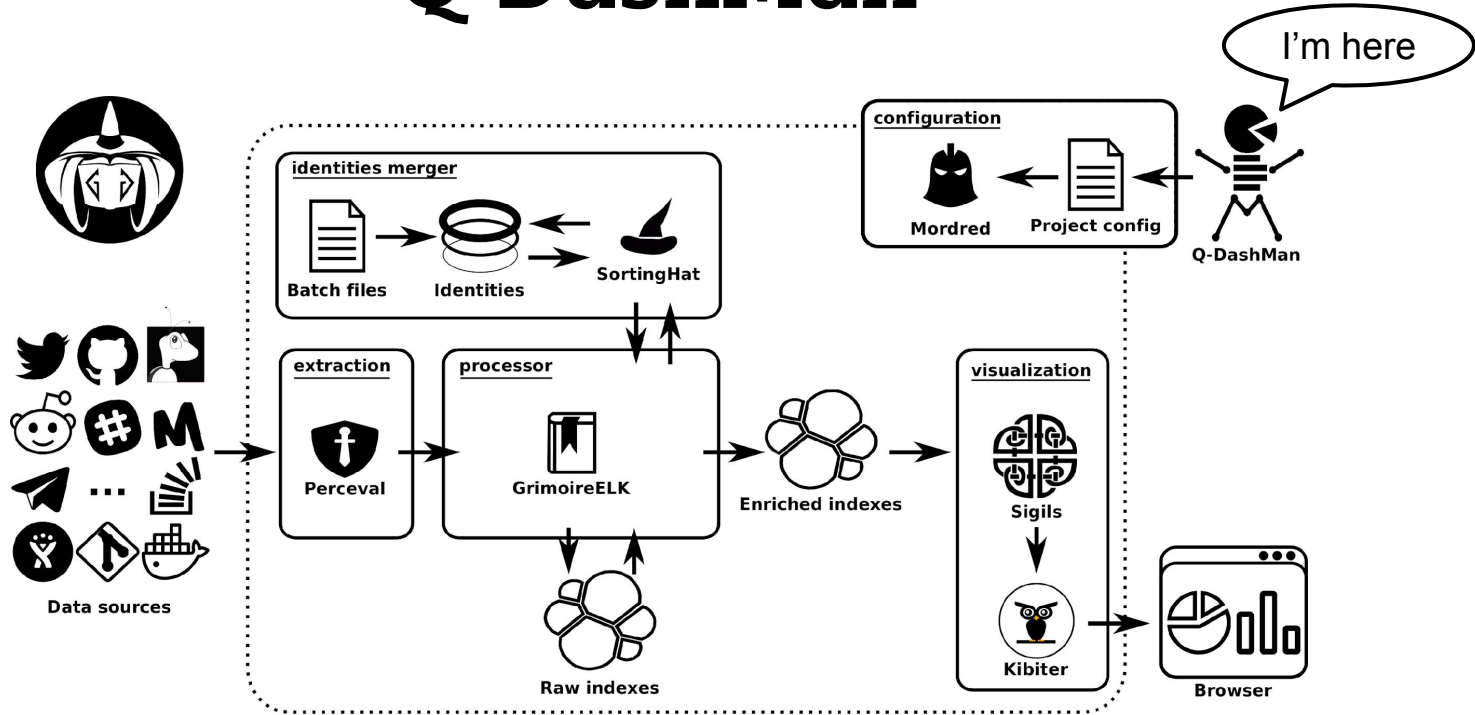 Q-DashMan
I'm here
configuration
Mordred
Project config
Q-DashMan
identities merger
Batch files
Identities
SortingHat
extraction
Perceval
processor
GrimoireELK
Enriched indexes
visualization
Sigils
Kibiter
Raw indexes
Data sources
...
Browser